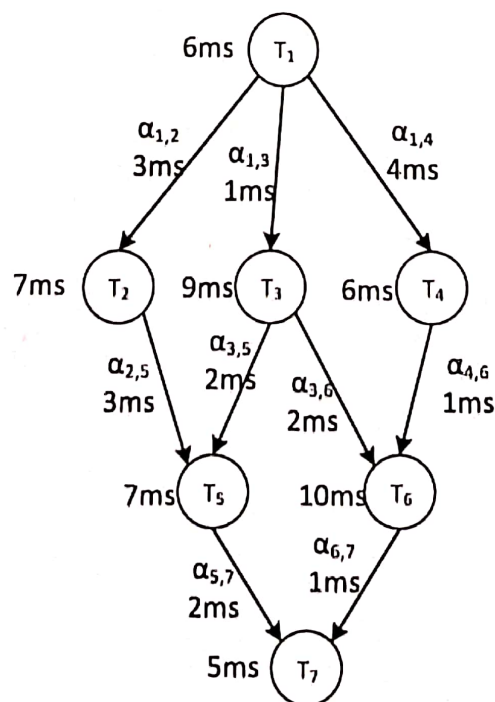 6ms T₁
α₁,₂
3ms
α₁,₃
1ms
α₁,₄
4ms
7ms T₂
9ms T₃
6ms T₄
α₂,₅
3ms
α₃,₅
2ms
α₃,₆
2ms
α₄,₆
1ms
7ms T₅
10ms T₆
α₅,₇
2ms
α₆,₇
1ms
5ms T₇